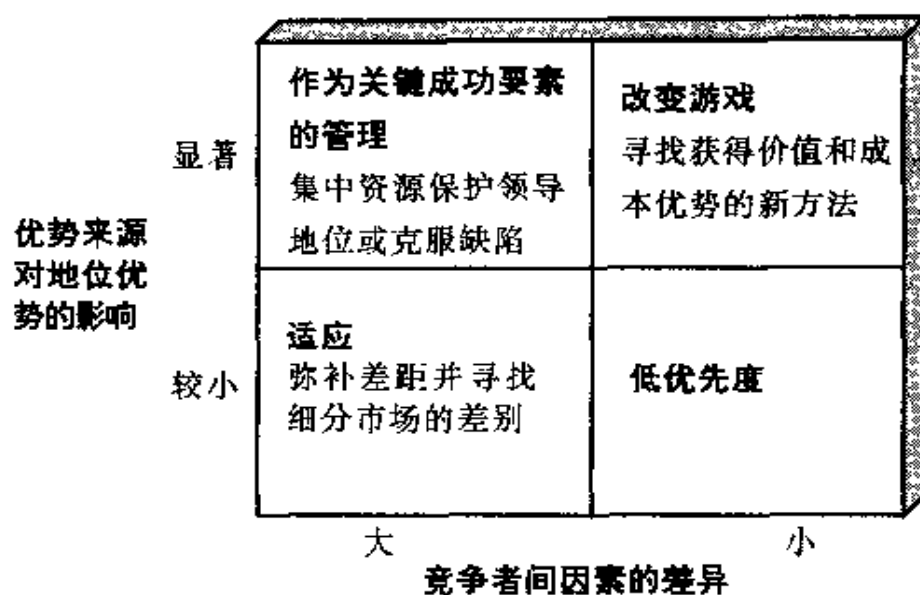 作为关键成功要素
的管理
集中资源保护领导
地位或克服缺陷
改变游戏
寻找获得价值和成
本优势的新方法
显著
优势来源
对地位优
势的影响
适应
弥补差距并寻找
细分市场的差别
低优先度
较小
大
小
竞争者间因素的差异